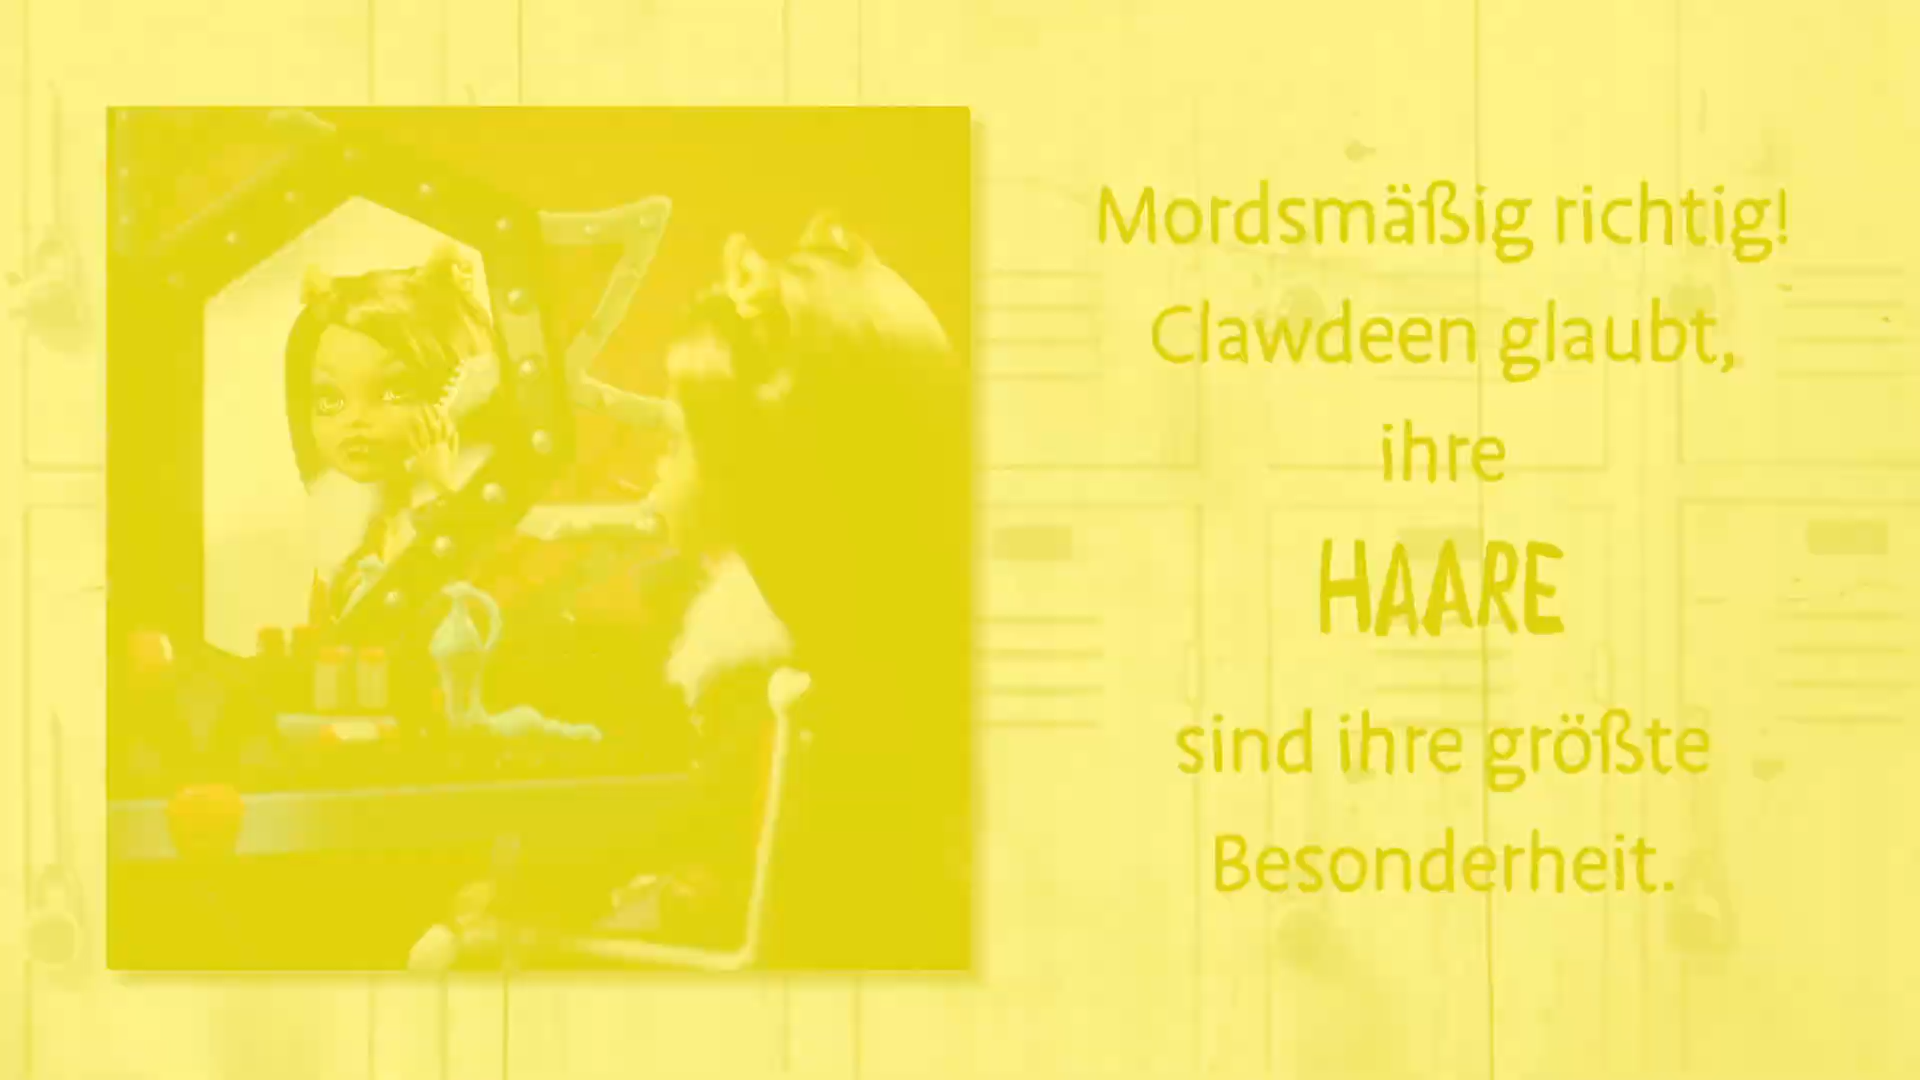 Mordsmäßig richtig!
Clawdeen glaubt,
ihre
HAARE
sind ihre größte
Besonderheit.